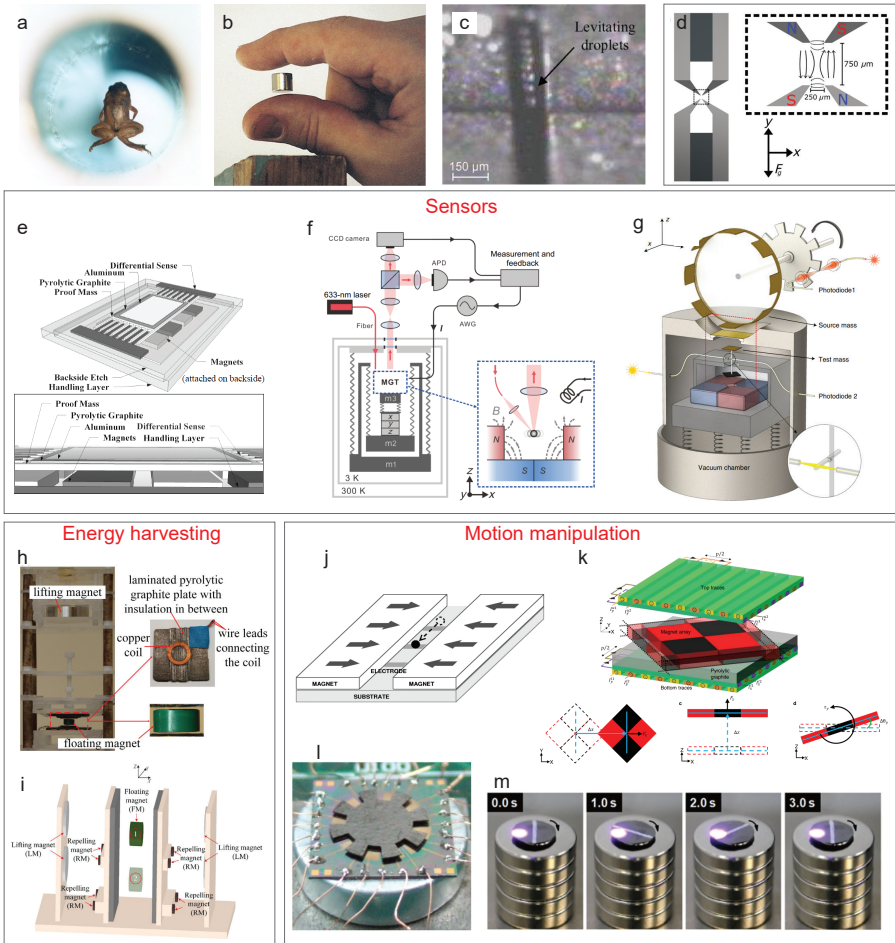 a
b
c
Levitating
droplets
150 µm
d
N
S
S
N
750 µm
250 µm
y
x
Fg
Sensors
e
Differential Sense
Aluminum
Pyrolytic Graphite
Proof Mass
Magnets
(attached on backside)
Backside Etch
Handling Layer
Proof Mass
Pyrolytic Graphite
Aluminum
Magnets
Differential Sense
Handling Layer
f
CCD camera
APD
Measurement and
feedback
633-nm laser
AWG
Fiber
I
MGT
m3
x
y
z
m2
m1
3 K
300 K
B
I
N
N
S
S
z
y
x
g
z
x
y
Photodiode1
Source mass
Test mass
Photodiode 2
Vacuum chamber
Energy harvesting
h
lifting magnet
laminated pyrolytic
graphite plate with
insulation in between
copper
coil
wire leads
connecting
the coil
floating magnet
i
Floating magnet
(FM)
1
2
Lifting magnet
(LM)
Repelling
magnet
(RM)
Repelling
magnet
(RM)
Repelling
magnet
(RM)
Repelling
magnet
(RM)
Lifting magnet
(LM)
Motion manipulation
j
ELECTRODE
MAGNET
MAGNET
SUBSTRATE
k
p/2
Top traces
Magnet array
Z
Y
X
p/2
Pyrolytic
graphite
Bottom traces
Δx
Y
X
c
Δz
Z
X
d
Z
X
l
m
0.0 s
1.0 s
2.0 s
3.0 s